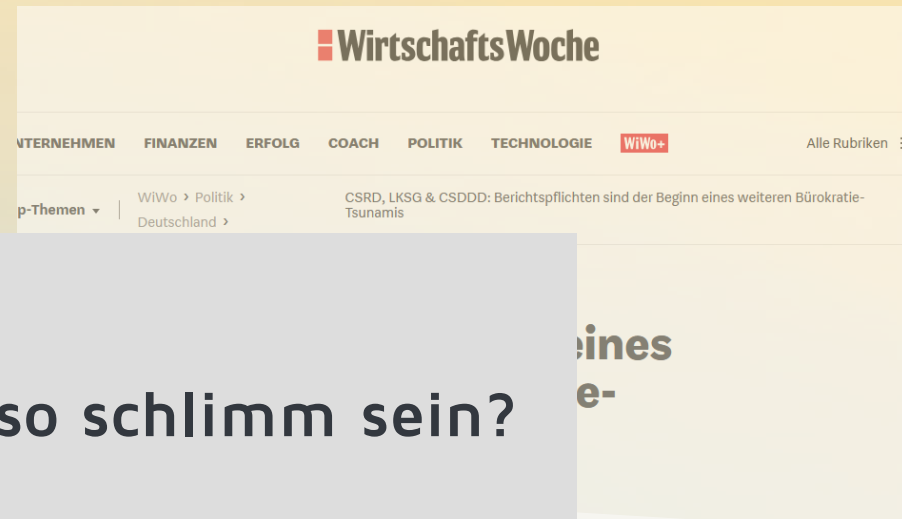 WirtschaftsWoche
NTERNEHMEN FINANZEN ERFOLG COACH POLITIK TECHNOLOGIE WiWo+ Alle Rubriken
p-Themen WiWo › Politik › CSRD, LKSG & CSDDD: Berichtspflichten sind der Beginn eines weiteren Bürokratie-
Deutschland › Tsunamis
eines
e-
so schlimm sein?